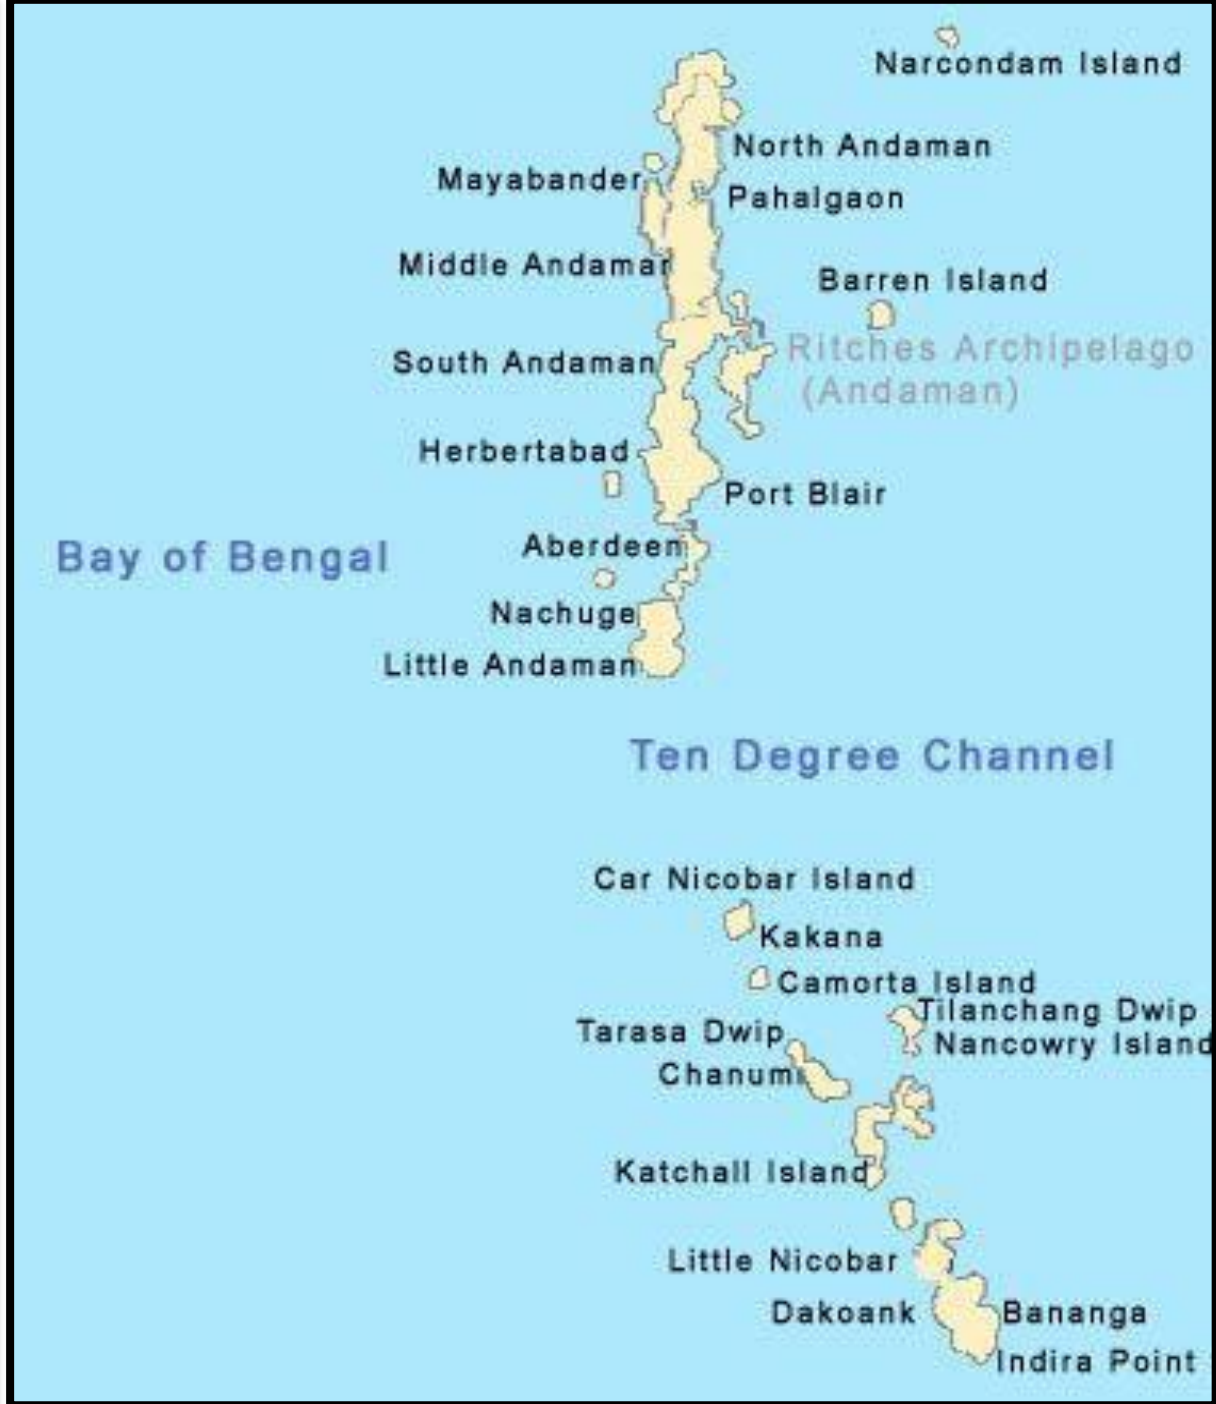 Narcondam Island
North Andaman
Mayabander
Pahalgaon
Middle Andaman
Barren Island
Ritches Archipelago
(Andaman)
South Andaman
Herbertabad
Port Blair
Aberdeen
Bay of Bengal
Nachuge
Little Andaman
Ten Degree Channel
Car Nicobar Island
Kakana
Camorta Island
Tilanchang Dwip
Tarasa Dwip
Nancowry Island
Chanumi
Katchall Island
Little Nicobar
Dakoank
Bananga
Indira Point